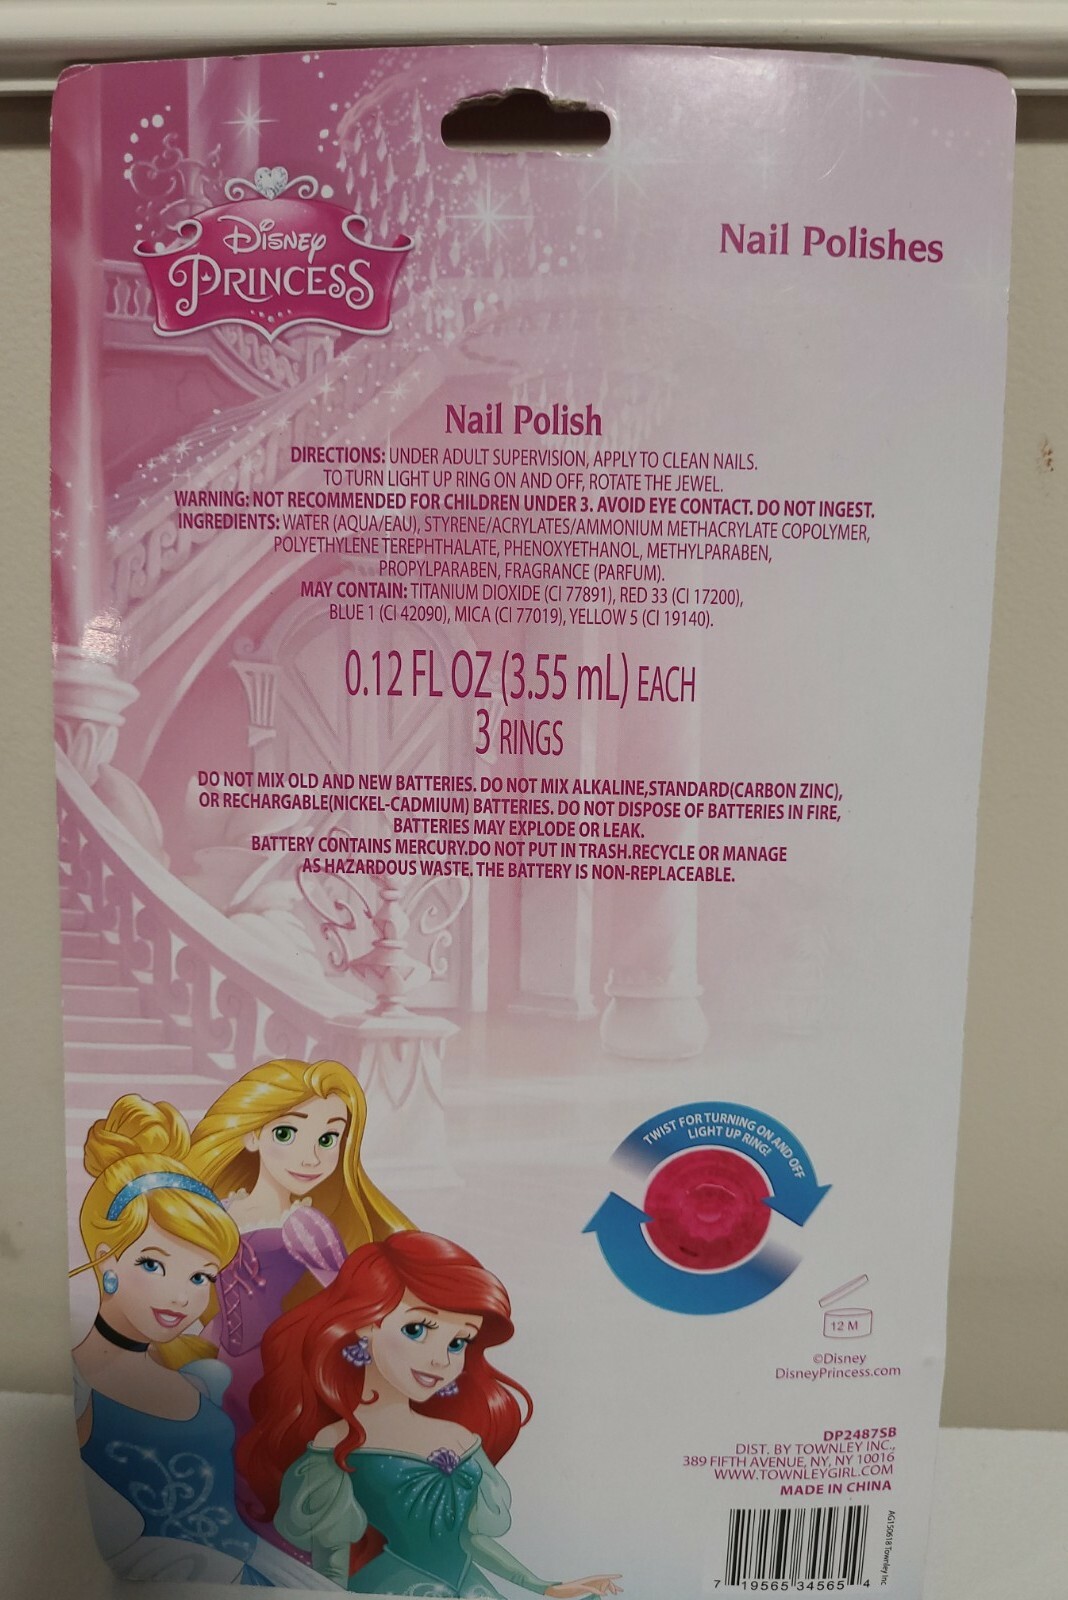 Disney
PRINCESS
Nail Polishes
Nail Polish
DIRECTIONS: UNDER ADULT SUPERVISION, APPLY TO CLEAN NAILS.
TO TURN LIGHT UP RING ON AND OFF, ROTATE THE JEWEL.
WARNING: NOT RECOMMENDED FOR CHILDREN UNDER 3. AVOID EYE CONTACT. DO NOT INGEST.
INGREDIENTS: WATER (AQUA/EAU), STYRENE/ACRYLATES/AMMONIUM METHACRYLATE COPOLYMER,
POLYETHYLENE TEREPHTHALATE, PHENOXYETHANOL, METHYLPARABEN,
PROPYLPARABEN, FRAGRANCE (PARFUM).
MAY CONTAIN: TITANIUM DIOXIDE (CI 77891), RED 33 (CI 17200),
BLUE 1 (CI 42090), MICA (CI 77019), YELLOW 5 (CI 19140).
0.12 FL OZ (3.55 mL) EACH
3 RINGS
DO NOT MIX OLD AND NEW BATTERIES. DO NOT MIX ALKALINE,STANDARD(CARBON ZINC),
OR RECHARGABLE(NICKEL-CADMIUM) BATTERIES. DO NOT DISPOSE OF BATTERIES IN FIRE,
BATTERIES MAY EXPLODE OR LEAK.
BATTERY CONTAINS MERCURY.DO NOT PUT IN TRASH.RECYCLE OR MANAGE
AS HAZARDOUS WASTE. THE BATTERY IS NON-REPLACEABLE.
TWIST FOR TURNING ON AND OFF
LIGHT UP RING!
12 M
©Disney
DisneyPrincess.com
DP2487SB
DIST. BY TOWNLEY INC.,
389 FIFTH AVENUE, NY, NY 10016
WWW.TOWNLEYGIRL.COM
MADE IN CHINA
AG150618 Townley Inc
7 19565 34565 4